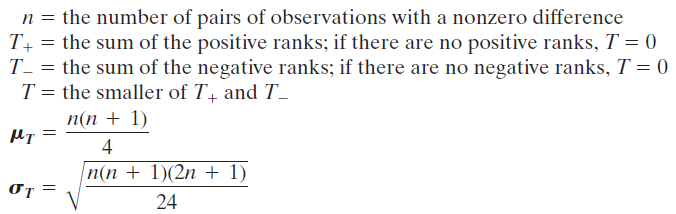 n = the number of pairs of observations with a nonzero difference
T₊ = the sum of the positive ranks; if there are no positive ranks, T = 0
T₋ = the sum of the negative ranks; if there are no negative ranks, T = 0
T = the smaller of T₊ and T₋
μ_T = n(n + 1) / 4
σ_T = √(n(n + 1)(2n + 1) / 24)